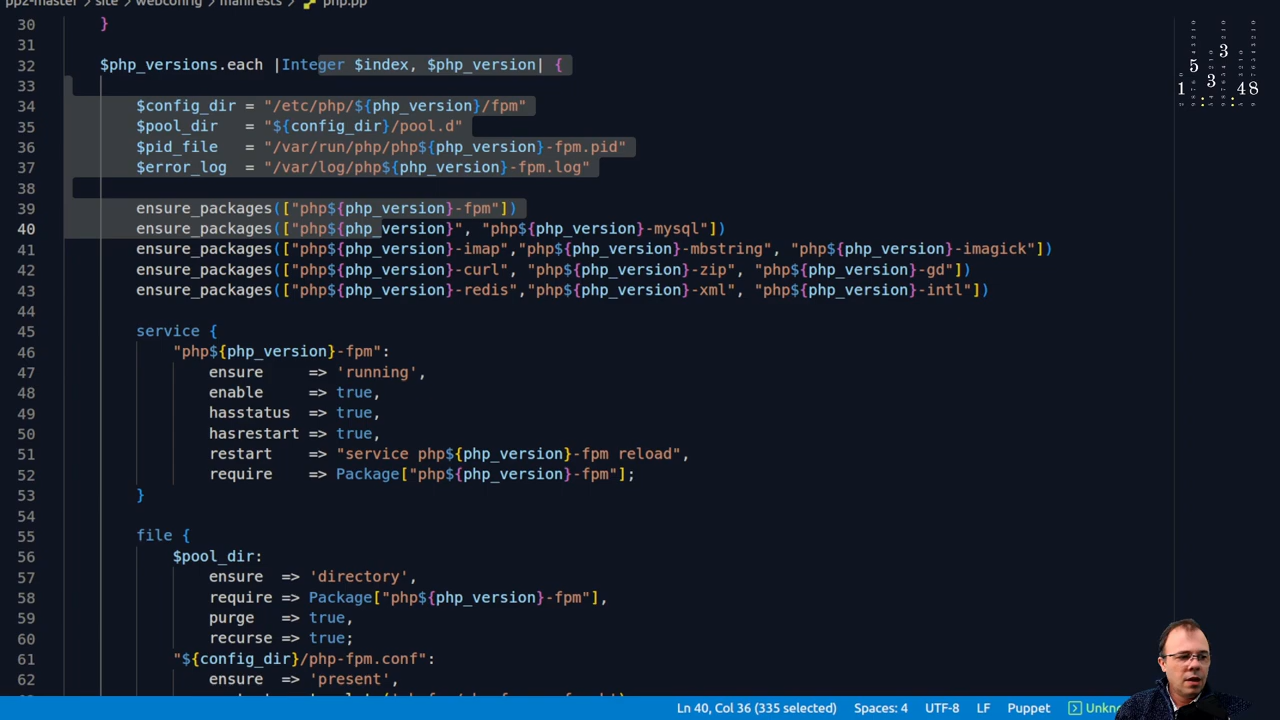 pp2-master › site › webconfig › manifests › php.pp
30 }
31
32 $php_versions.each |Integer $index, $php_version| {
33
34 $config_dir = "/etc/php/${php_version}/fpm"
35 $pool_dir   = "${config_dir}/pool.d"
36 $pid_file   = "/var/run/php/php${php_version}-fpm.pid"
37 $error_log  = "/var/log/php${php_version}-fpm.log"
38
39 ensure_packages(["php${php_version}-fpm"])
40 ensure_packages(["php${php_version}", "php${php_version}-mysql"])
41 ensure_packages(["php${php_version}-imap","php${php_version}-mbstring", "php${php_version}-imagick"])
42 ensure_packages(["php${php_version}-curl", "php${php_version}-zip", "php${php_version}-gd"])
43 ensure_packages(["php${php_version}-redis","php${php_version}-xml", "php${php_version}-intl"])
44
45 service {
46 "php${php_version}-fpm":
47 ensure     => 'running',
48 enable     => true,
49 hasstatus  => true,
50 hasrestart => true,
51 restart    => "service php${php_version}-fpm reload",
52 require    => Package["php${php_version}-fpm"];
53 }
54
55 file {
56 $pool_dir:
57 ensure  => 'directory',
58 require => Package["php${php_version}-fpm"],
59 purge   => true,
60 recurse => true;
61 "${config_dir}/php-fpm.conf":
62 ensure  => 'present',
Ln 40, Col 36 (335 selected) Spaces: 4 UTF-8 LF Puppet